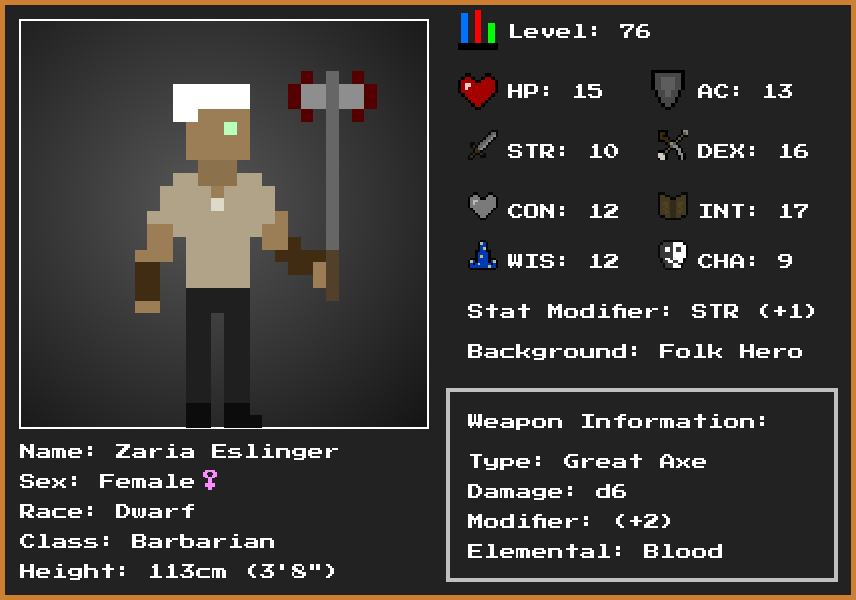 Level: 76
HP: 15 AC: 13
STR: 10 DEX: 16
CON: 12 INT: 17
WIS: 12 CHA: 9
Stat Modifier: STR (+1)
Background: Folk Hero
Weapon Information:
Type: Great Axe
Damage: d6
Modifier: (+2)
Elemental: Blood
Name: Zaria Eslinger
Sex: Female♀
Race: Dwarf
Class: Barbarian
Height: 113cm (3'8")